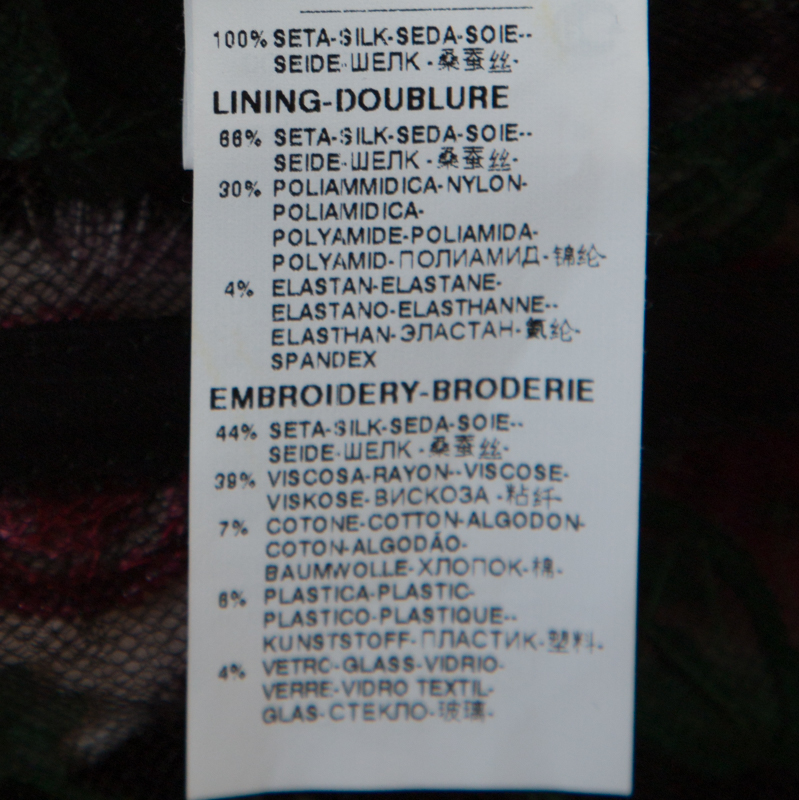 100% SETA-SILK-SEDA-SOIE--
SEIDE-ШЕЛК-桑蚕丝-
LINING-DOUBLURE
66% SETA-SILK-SEDA-SOIE--
SEIDE-ШЕЛК-桑蚕丝-
30% POLIAMMIDICA-NYLON-
POLIAMIDICA-
POLYAMIDE-POLIAMIDA-
POLYAMID-ПОЛИАМИД-锦纶-
4% ELASTAN-ELASTANE-
ELASTANO-ELASTHANNE--
ELASTHAN-ЭЛАСТАН-氨纶-
SPANDEX
EMBROIDERY-BRODERIE
44% SETA-SILK-SEDA-SOIE--
SEIDE-ШЕЛК-桑蚕丝-
39% VISCOSA-RAYON--VISCOSE-
VISKOSE-ВИСКОЗА-粘纤-
7% COTONE-COTTON-ALGODON-
COTON-ALGODÃO-
BAUMWOLLE-ХЛОПОК-棉-
6% PLASTICA-PLASTIC-
PLASTICO-PLASTIQUE--
KUNSTSTOFF-ПЛАСТИК-塑料-
4% VETRO-GLASS-VIDRIO-
VERRE-VIDRO TEXTIL-
GLAS-СТЕКЛО-玻璃-